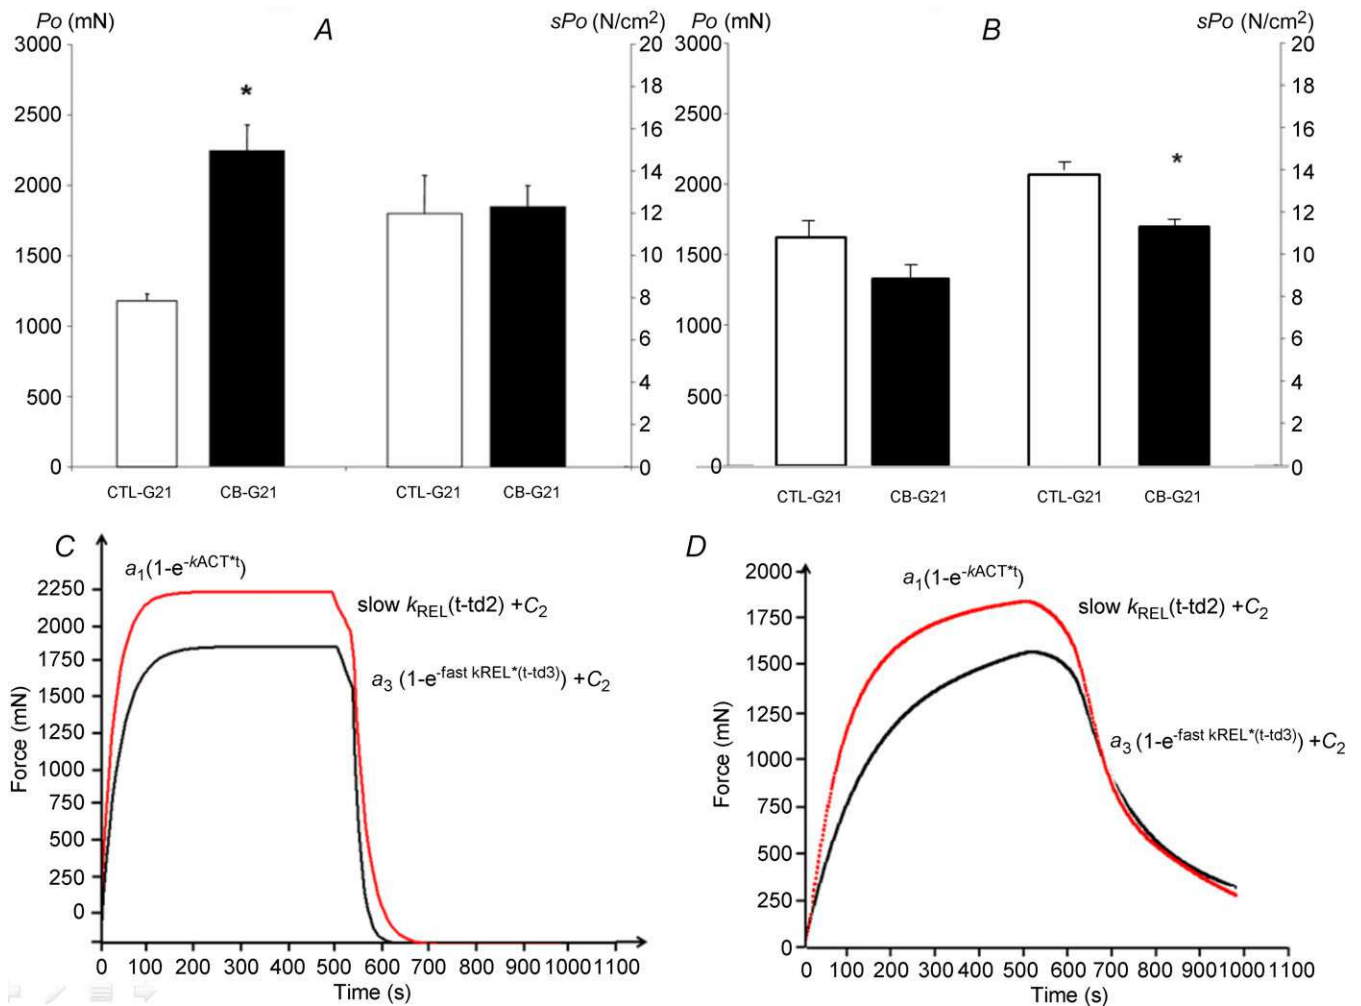 Po (mN) A sPo (N/cm2)
3000 20
18
2500
*
16
14
2000
12
1500
10
8
1000
6
4
500
2
0 0
CTL-G21 CB-G21 CTL-G21 CB-G21
Po (mN) B sPo (N/cm2)
3000 20
18
2500
16
*
14
2000
12
1500
10
8
1000
6
4
500
2
0 0
CTL-G21 CB-G21 CTL-G21 CB-G21
C
a1(1-e-kACT*t)
slow kREL(t-td2) +C2
a3 (1-e-fast kREL*(t-td3)) +C2
Force (mN)
2250
2000
1750
1500
1250
1000
750
500
250
0
0 100 200 300 400 500 600 700 800 900 1000 1100
Time (s)
D
a1(1-e-kACT*t)
slow kREL(t-td2) +C2
a3 (1-e-fast kREL*(t-td3)) +C2
Force (mN)
2000
1750
1500
1250
1000
750
500
250
0
0 100 200 300 400 500 600 700 800 900 1000 1100
Time (s)